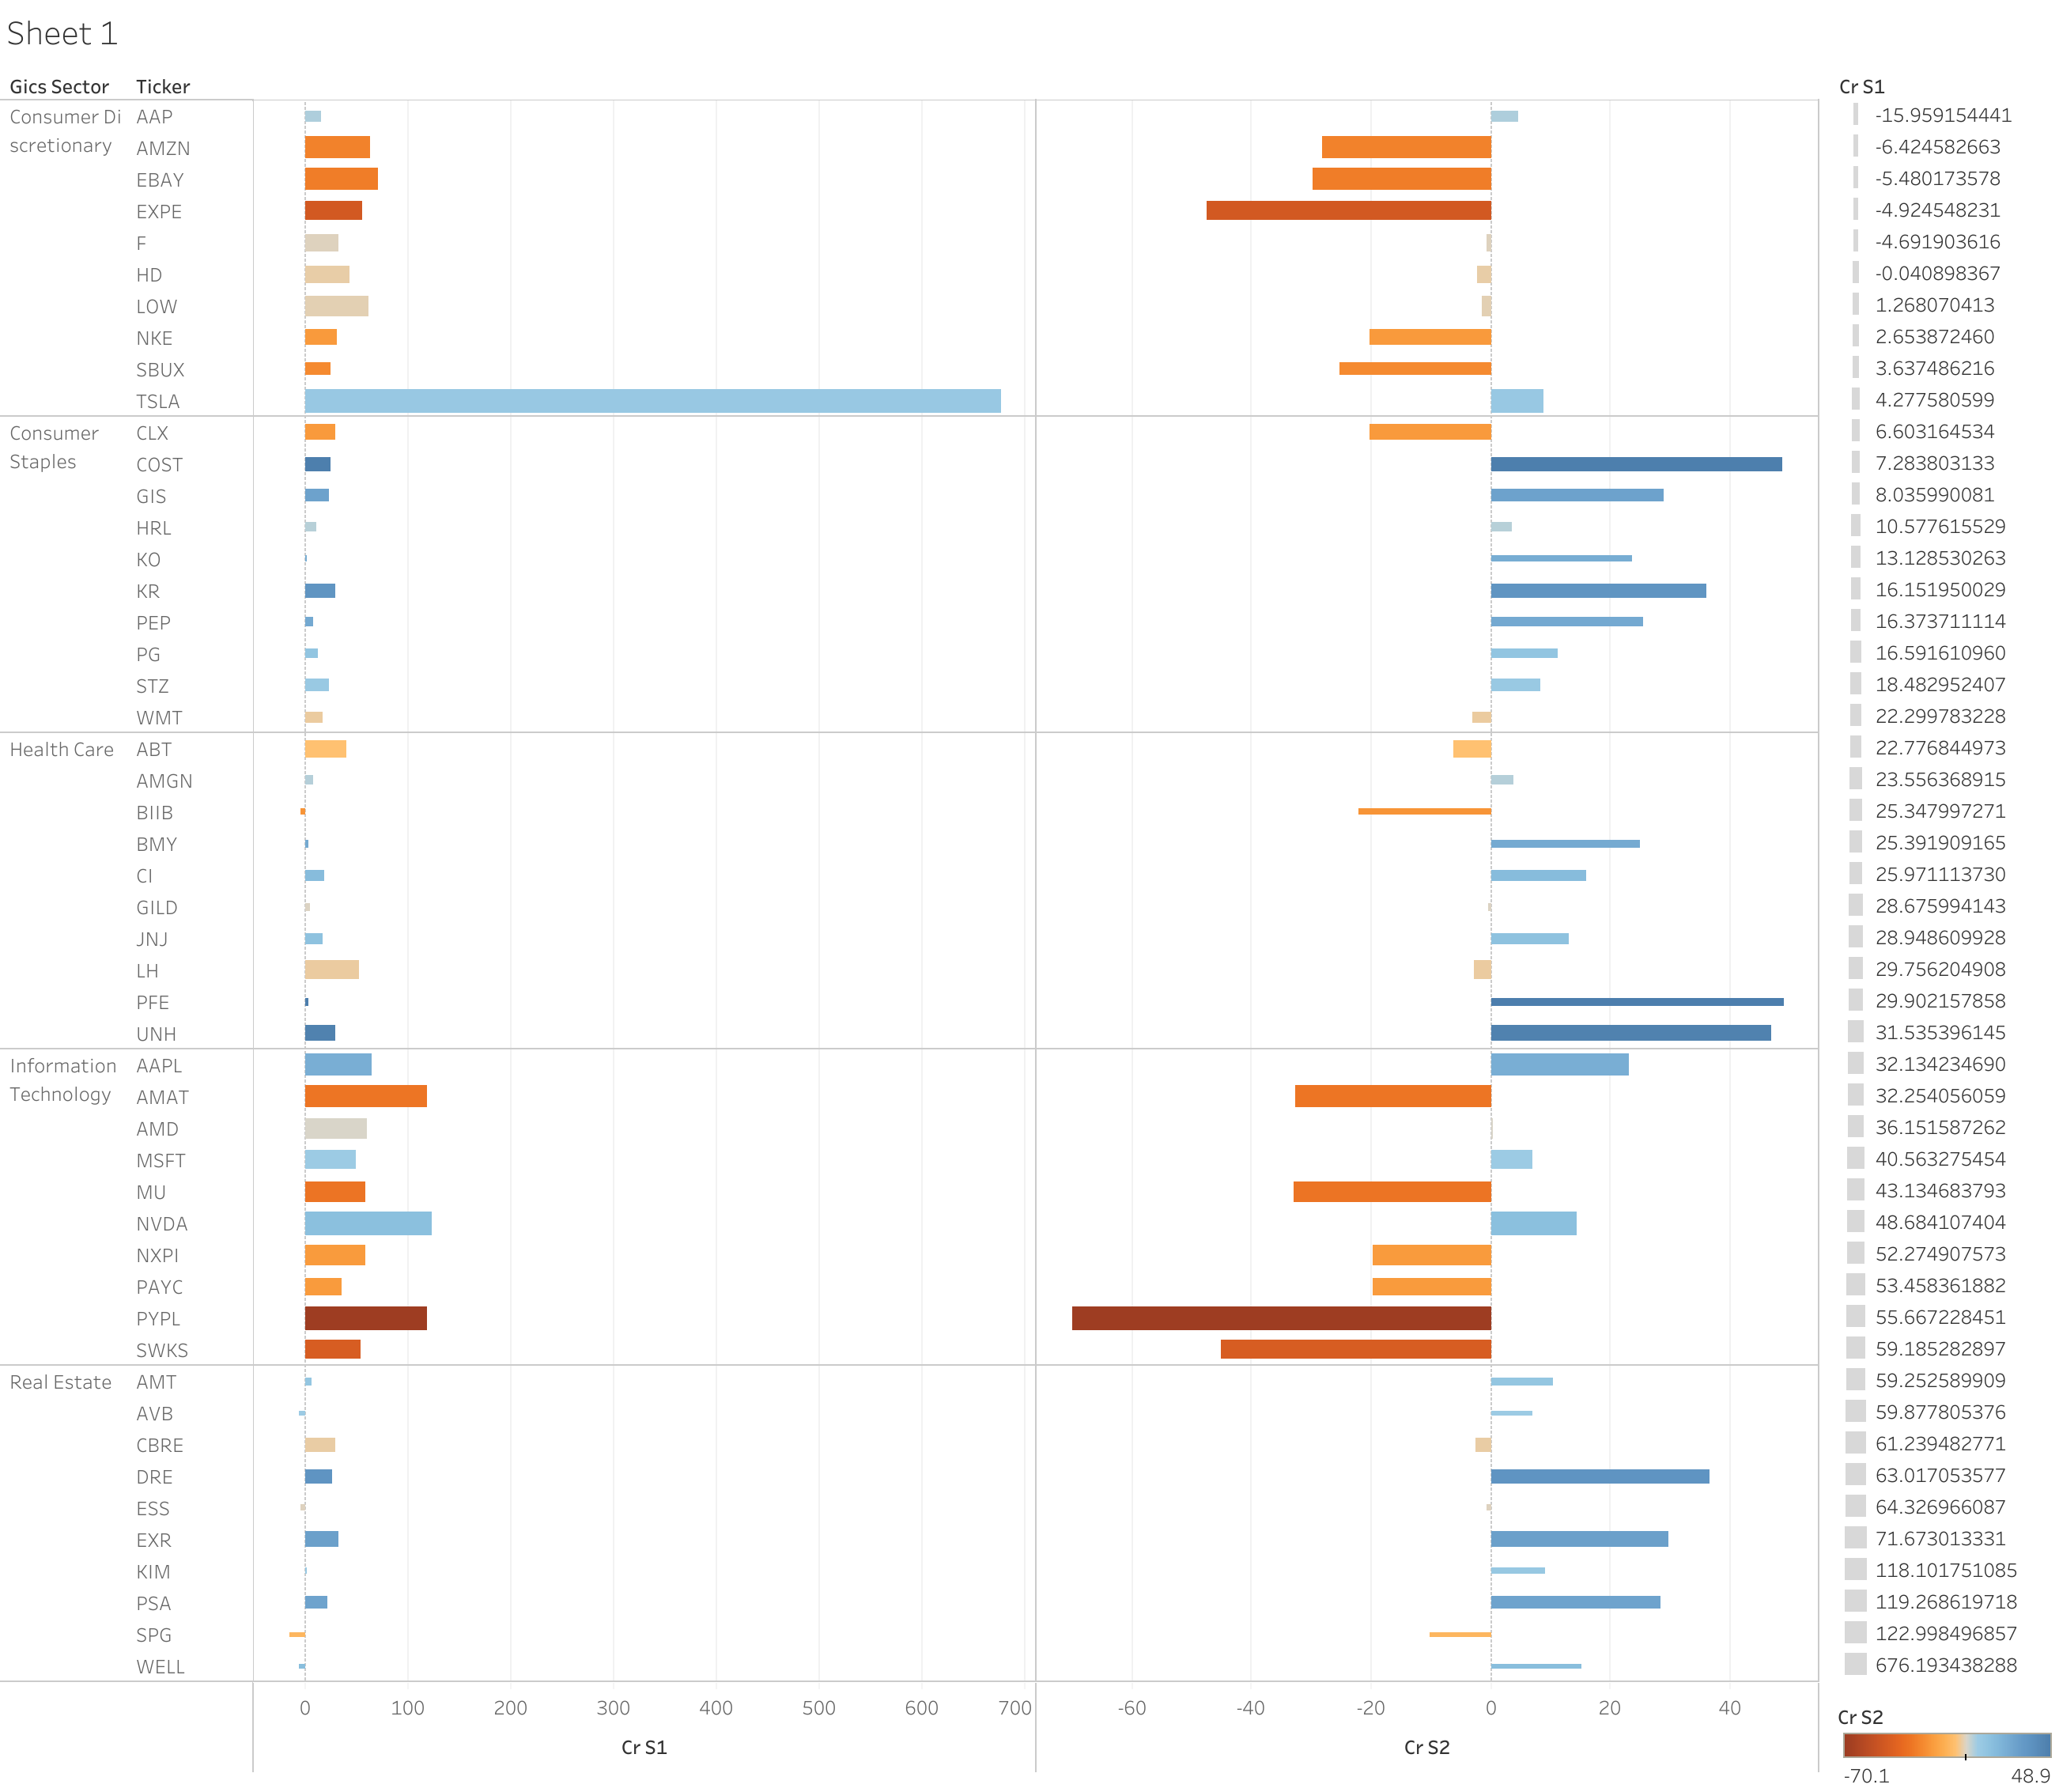 Sheet 1
Gics Sector Ticker
Consumer Di
scretionary
AAP
AMZN
EBAY
EXPE
F
HD
LOW
NKE
SBUX
TSLA
Consumer
Staples
CLX
COST
GIS
HRL
KO
KR
PEP
PG
STZ
WMT
Health Care
ABT
AMGN
BIIB
BMY
CI
GILD
JNJ
LH
PFE
UNH
Information
Technology
AAPL
AMAT
AMD
MSFT
MU
NVDA
NXPI
PAYC
PYPL
SWKS
Real Estate
AMT
AVB
CBRE
DRE
ESS
EXR
KIM
PSA
SPG
WELL
0 100 200 300 400 500 600 700
Cr S1
-60 -40 -20 0 20 40
Cr S2
Cr S1
-15.959154441
-6.424582663
-5.480173578
-4.924548231
-4.691903616
-0.040898367
1.268070413
2.653872460
3.637486216
4.277580599
6.603164534
7.283803133
8.035990081
10.577615529
13.128530263
16.151950029
16.373711114
16.591610960
18.482952407
22.299783228
22.776844973
23.556368915
25.347997271
25.391909165
25.971113730
28.675994143
28.948609928
29.756204908
29.902157858
31.535396145
32.134234690
32.254056059
36.151587262
40.563275454
43.134683793
48.684107404
52.274907573
53.458361882
55.667228451
59.185282897
59.252589909
59.877805376
61.239482771
63.017053577
64.326966087
71.673013331
118.101751085
119.268619718
122.998496857
676.193438288
Cr S2
-70.1 48.9